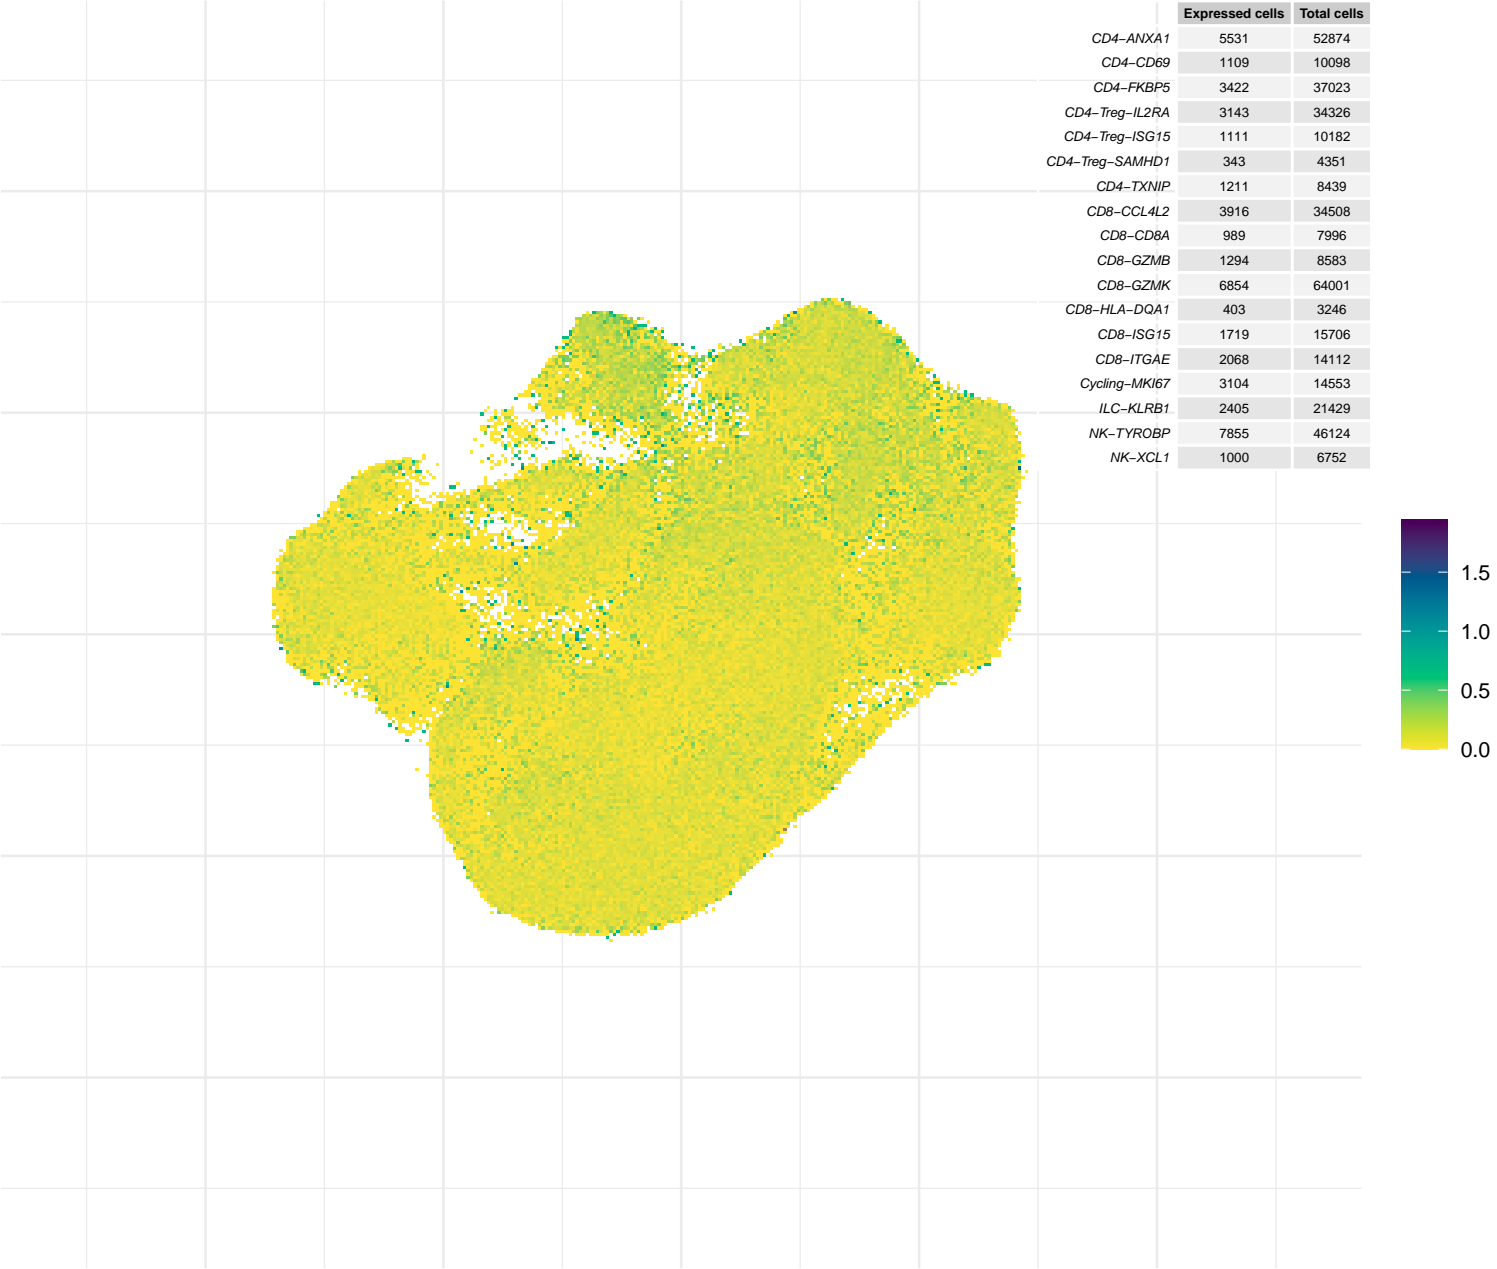 Expressed cells Total cells
CD4−ANXA1 5531 52874
CD4−CD69 1109 10098
CD4−FKBP5 3422 37023
CD4−Treg−IL2RA 3143 34326
CD4−Treg−ISG15 1111 10182
CD4−Treg−SAMHD1 343 4351
CD4−TXNIP 1211 8439
CD8−CCL4L2 3916 34508
CD8−CD8A 989 7996
CD8−GZMB 1294 8583
CD8−GZMK 6854 64001
CD8−HLA−DQA1 403 3246
CD8−ISG15 1719 15706
CD8−ITGAE 2068 14112
Cycling−MKI67 3104 14553
ILC−KLRB1 2405 21429
NK−TYROBP 7855 46124
NK−XCL1 1000 6752
1.5
1.0
0.5
0.0